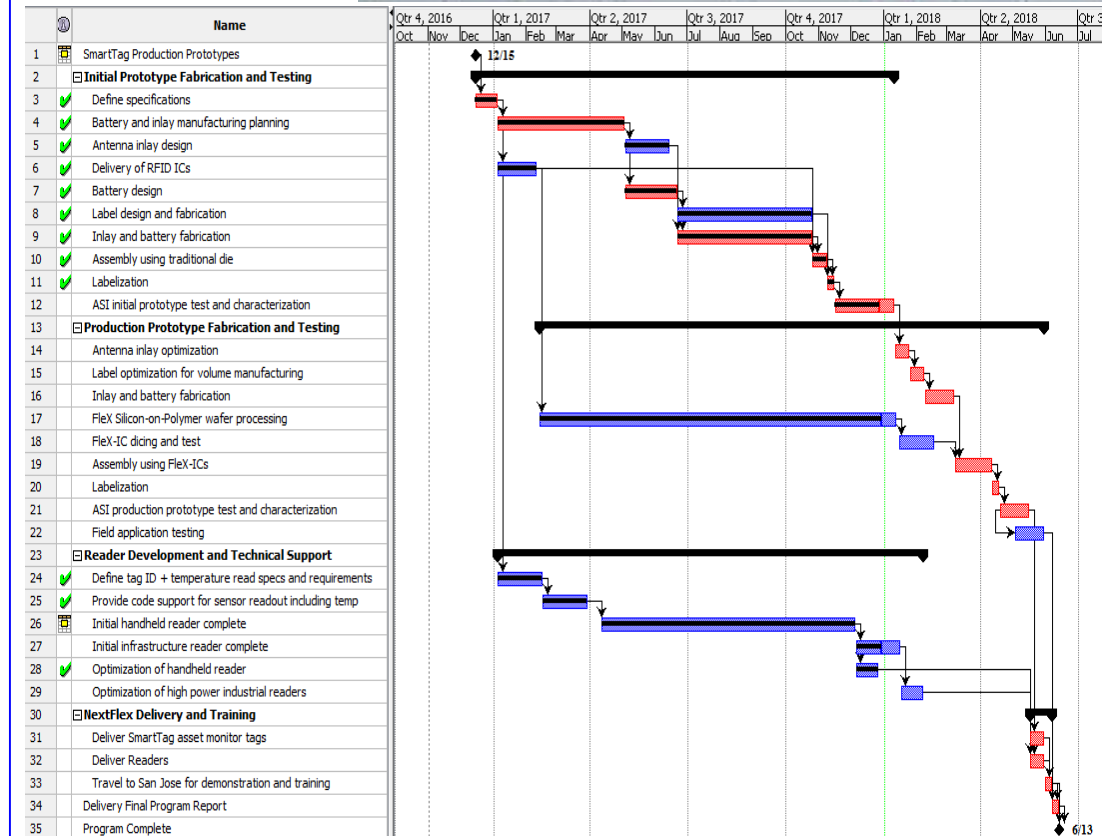 Name
Qtr 4, 2016 Qtr 1, 2017 Qtr 2, 2017 Qtr 3, 2017 Qtr 4, 2017 Qtr 1, 2018 Qtr 2, 2018 Qtr 3
Oct Nov Dec Jan Feb Mar Apr May Jun Jul Aug Sep Oct Nov Dec Jan Feb Mar Apr May Jun Jul
1 SmartTag Production Prototypes 12/15
2 Initial Prototype Fabrication and Testing
3 Define specifications
4 Battery and inlay manufacturing planning
5 Antenna inlay design
6 Delivery of RFID ICs
7 Battery design
8 Label design and fabrication
9 Inlay and battery fabrication
10 Assembly using traditional die
11 Labelization
12 ASI initial prototype test and characterization
13 Production Prototype Fabrication and Testing
14 Antenna inlay optimization
15 Label optimization for volume manufacturing
16 Inlay and battery fabrication
17 FleX Silicon-on-Polymer wafer processing
18 FleX-IC dicing and test
19 Assembly using FleX-ICs
20 Labelization
21 ASI production prototype test and characterization
22 Field application testing
23 Reader Development and Technical Support
24 Define tag ID + temperature read specs and requirements
25 Provide code support for sensor readout including temp
26 Initial handheld reader complete
27 Initial infrastructure reader complete
28 Optimization of handheld reader
29 Optimization of high power industrial readers
30 NextFlex Delivery and Training
31 Deliver SmartTag asset monitor tags
32 Deliver Readers
33 Travel to San Jose for demonstration and training
34 Delivery Final Program Report
35 Program Complete 6/13